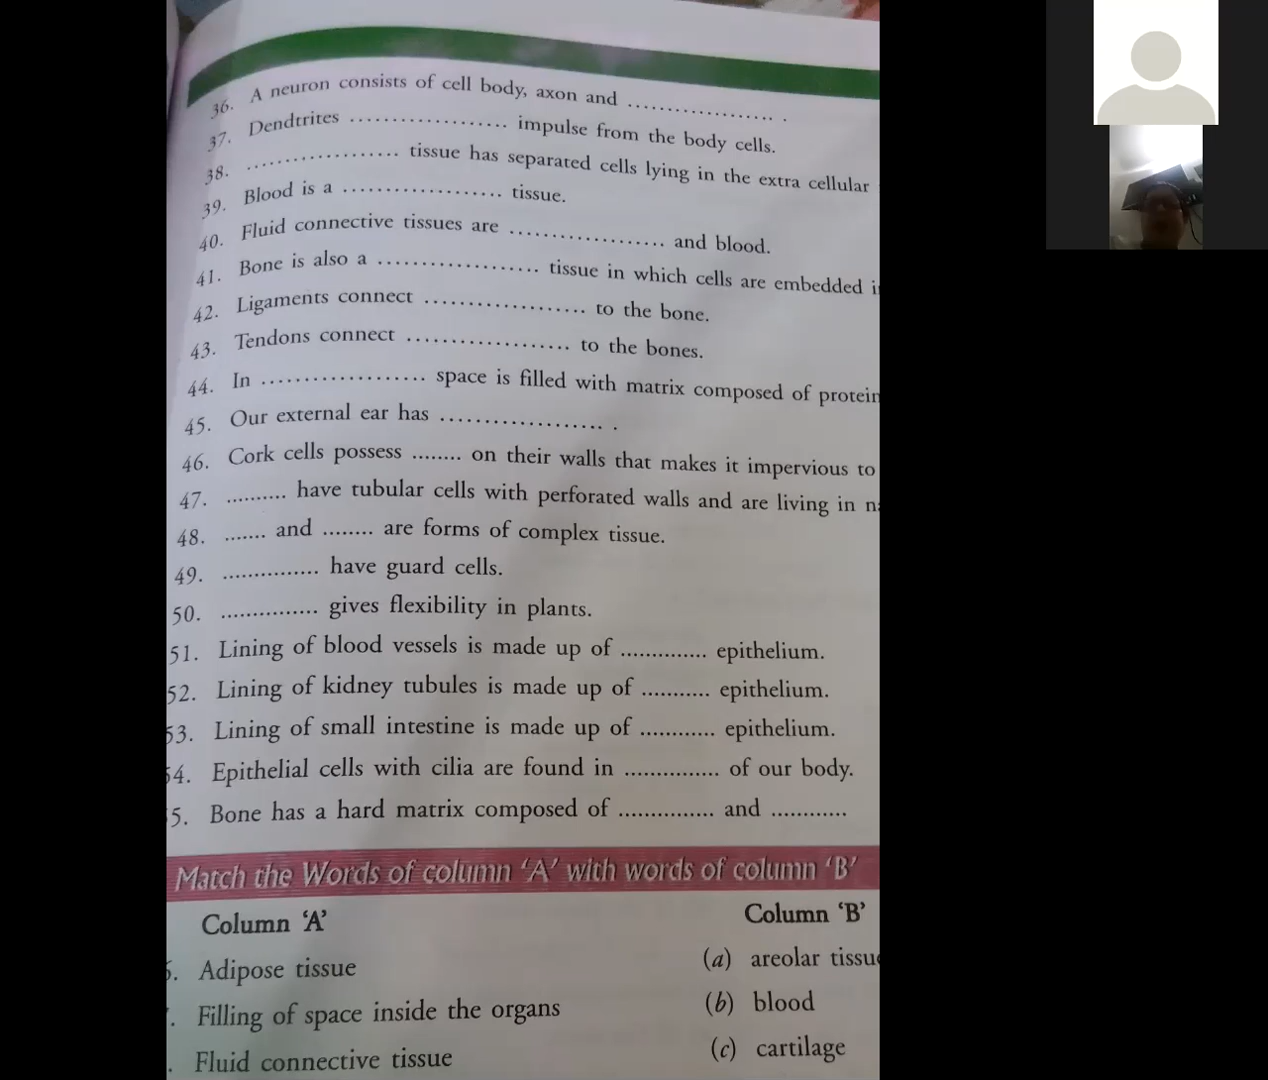 36. A neuron consists of cell body, axon and ................... .
37. Dendtrites .................. impulse from the body cells.
38. .................. tissue has separated cells lying in the extra cellular
39. Blood is a .................. tissue.
40. Fluid connective tissues are .................. and blood.
41. Bone is also a .................. tissue in which cells are embedded i
42. Ligaments connect .................. to the bone.
43. Tendons connect .................. to the bones.
44. In .................. space is filled with matrix composed of protein
45. Our external ear has ................... .
46. Cork cells possess ........ on their walls that makes it impervious to
47. .......... have tubular cells with perforated walls and are living in n
48. ....... and ........ are forms of complex tissue.
49. ............... have guard cells.
50. ............... gives flexibility in plants.
51. Lining of blood vessels is made up of ............. epithelium.
52. Lining of kidney tubules is made up of ........... epithelium.
53. Lining of small intestine is made up of ............ epithelium.
54. Epithelial cells with cilia are found in ............... of our body.
5. Bone has a hard matrix composed of ............... and ............
Match the Words of column ‘A’ with words of column ‘B’
Column ‘A’ Column ‘B’
. Adipose tissue (a) areolar tissue
. Filling of space inside the organs (b) blood
. Fluid connective tissue (c) cartilage